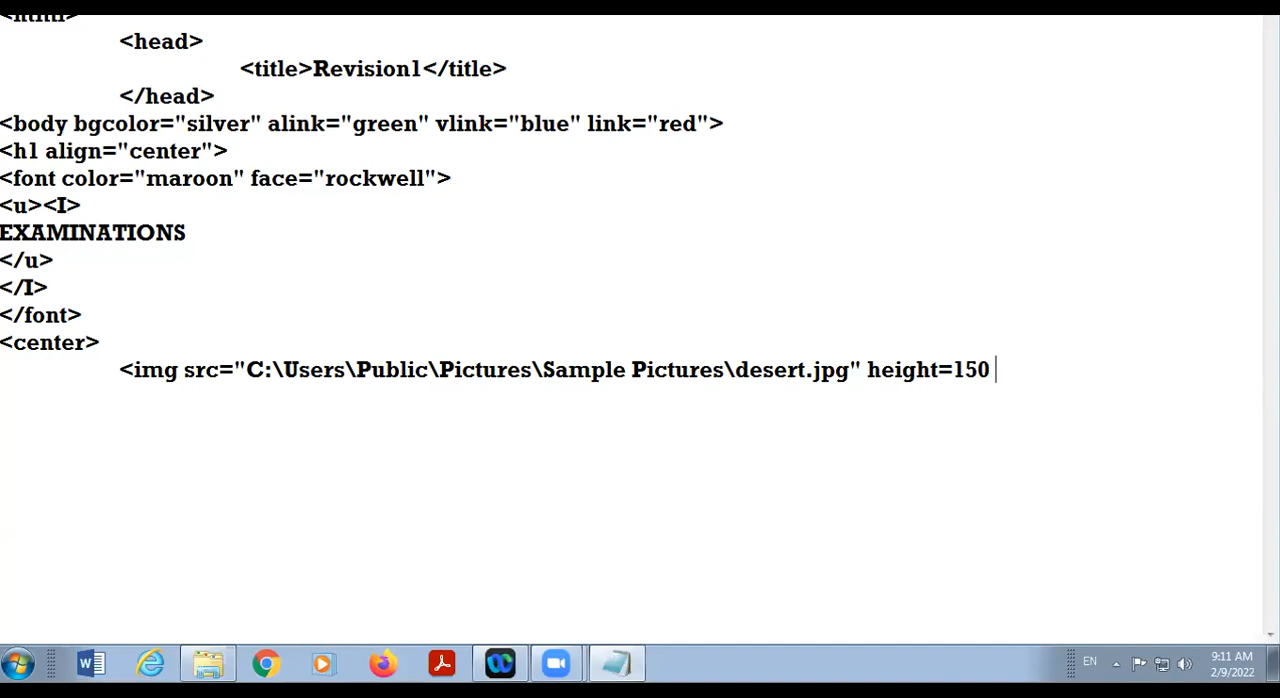 <html>
<head>
<title>Revision1</title>
</head>
<body bgcolor="silver" alink="green" vlink="blue" link="red">
<h1 align="center">
<font color="maroon" face="rockwell">
<u><I>
EXAMINATIONS
</u>
</I>
</font>
<center>
<img src="C:\Users\Public\Pictures\Sample Pictures\desert.jpg" height=150
EN
9:11 AM
2/9/2022